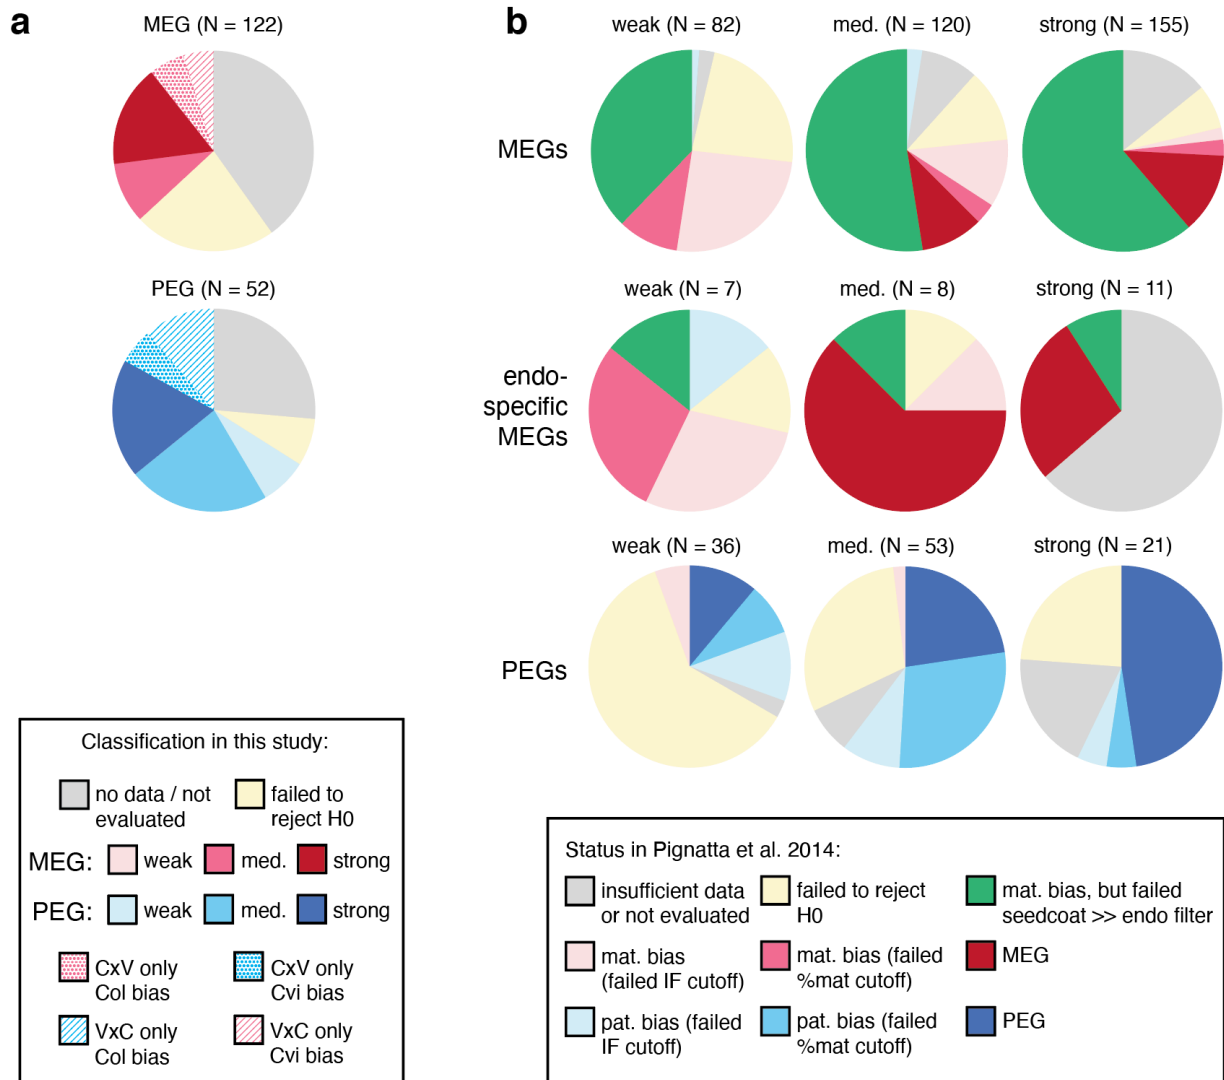 a
MEG (N = 122)
PEG (N = 52)
Classification in this study:
no data / not
evaluated
failed to
reject H0
MEG: weak med. strong
PEG: weak med. strong
CxV only
Col bias
CxV only
Cvi bias
VxC only
Col bias
VxC only
Cvi bias
b
weak (N = 82) med. (N = 120) strong (N = 155)
MEGs
weak (N = 7) med. (N = 8) strong (N = 11)
endo-
specific
MEGs
weak (N = 36) med. (N = 53) strong (N = 21)
PEGs
Status in Pignatta et al. 2014:
insufficient data
or not evaluated
failed to reject
H0
mat. bias, but failed
seedcoat >> endo filter
mat. bias
(failed IF cutoff)
mat. bias (failed
%mat cutoff)
MEG
pat. bias (failed
IF cutoff)
pat. bias (failed
%mat cutoff)
PEG